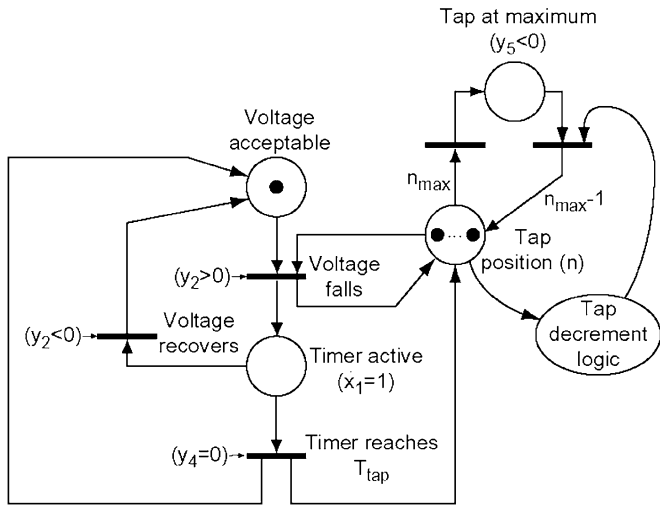 Tap at maximum
(y5<0)
Voltage
acceptable
nmax
nmax-1
Tap
position (n)
(y2>0)
Voltage
falls
Tap
decrement
logic
(y2<0)
Voltage
recovers
Timer active
(ẋ1=1)
(y4=0)
Timer reaches
Ttap